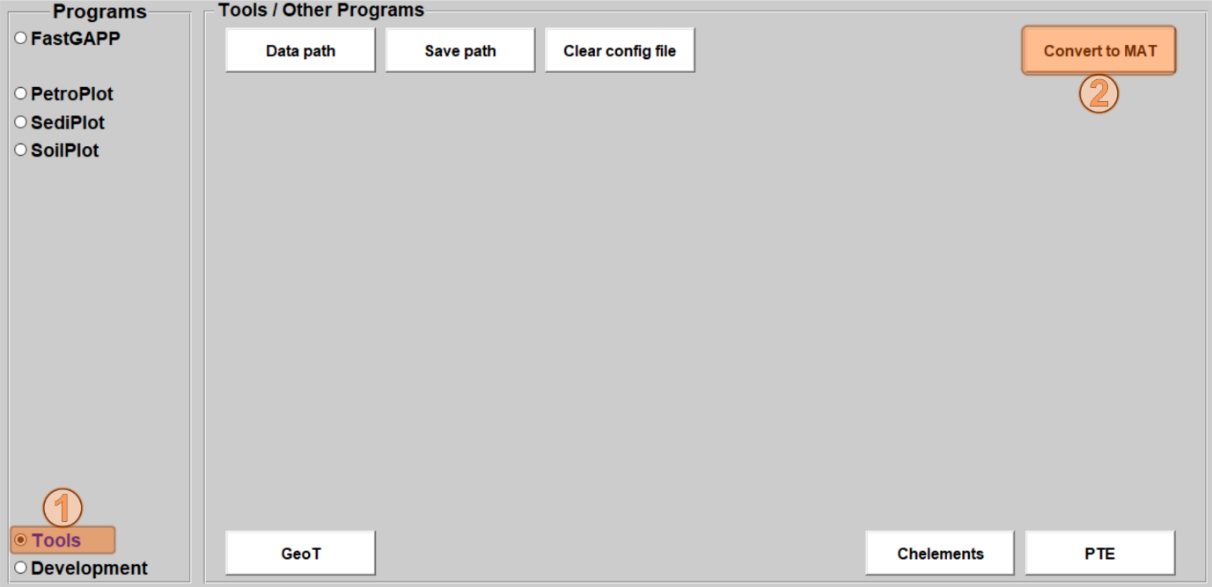 Programs
FastGAPP
PetroPlot
SediPlot
SoilPlot
1
Tools
Development
Tools / Other Programs
Data path
Save path
Clear config file
Convert to MAT
2
GeoT
Chelements
PTE